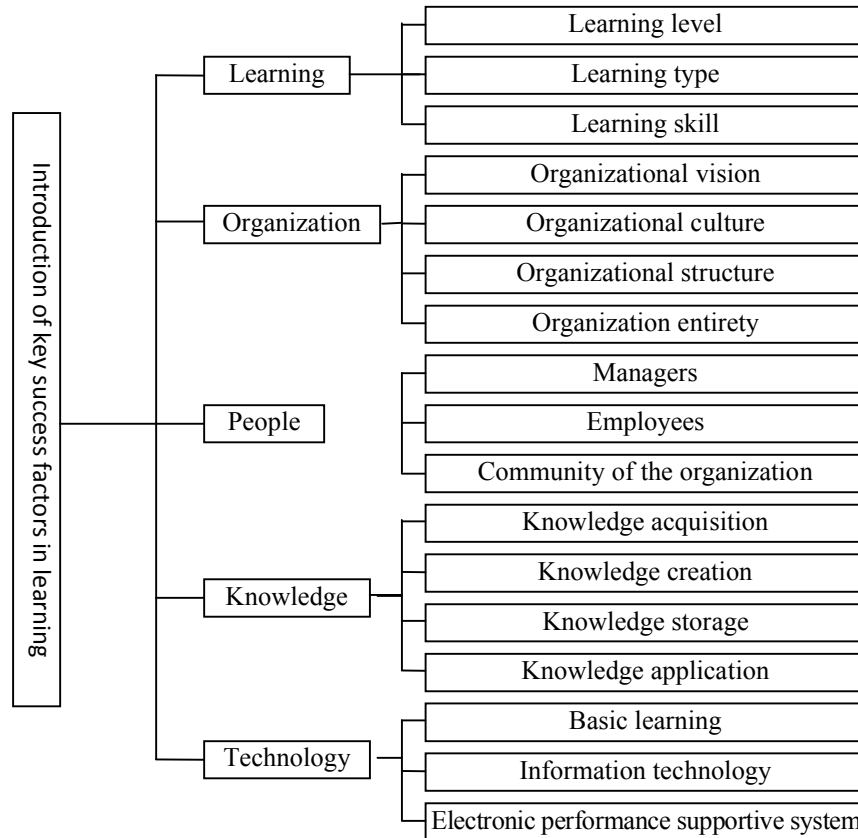 Introduction of key success factors in learning
Learning
Learning level
Learning type
Learning skill
Organization
Organizational vision
Organizational culture
Organizational structure
Organization entirety
People
Managers
Employees
Community of the organization
Knowledge
Knowledge acquisition
Knowledge creation
Knowledge storage
Knowledge application
Technology
Basic learning
Information technology
Electronic performance supportive system